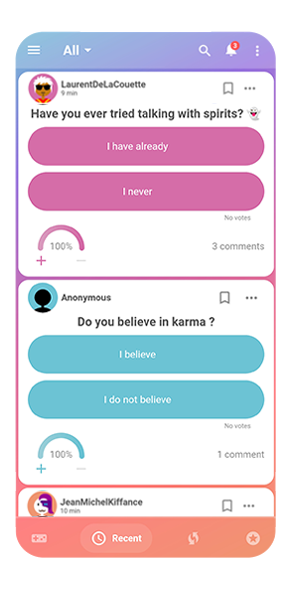 All
3
LaurentDeLaCouette
9 min
Have you ever tried talking with spirits? 👻
I have already
I never
No votes
100%
3 comments
+ −
Anonymous
Do you believe in karma ?
I believe
I do not believe
No votes
100%
1 comment
+ −
JeanMichelKiffance
10 min
Recent